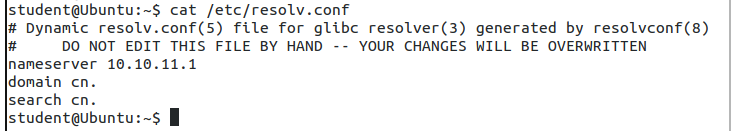 student@Ubuntu:~$ cat /etc/resolv.conf
# Dynamic resolv.conf(5) file for glibc resolver(3) generated by resolvconf(8)
#     DO NOT EDIT THIS FILE BY HAND -- YOUR CHANGES WILL BE OVERWRITTEN
nameserver 10.10.11.1
domain cn.
search cn.
student@Ubuntu:~$